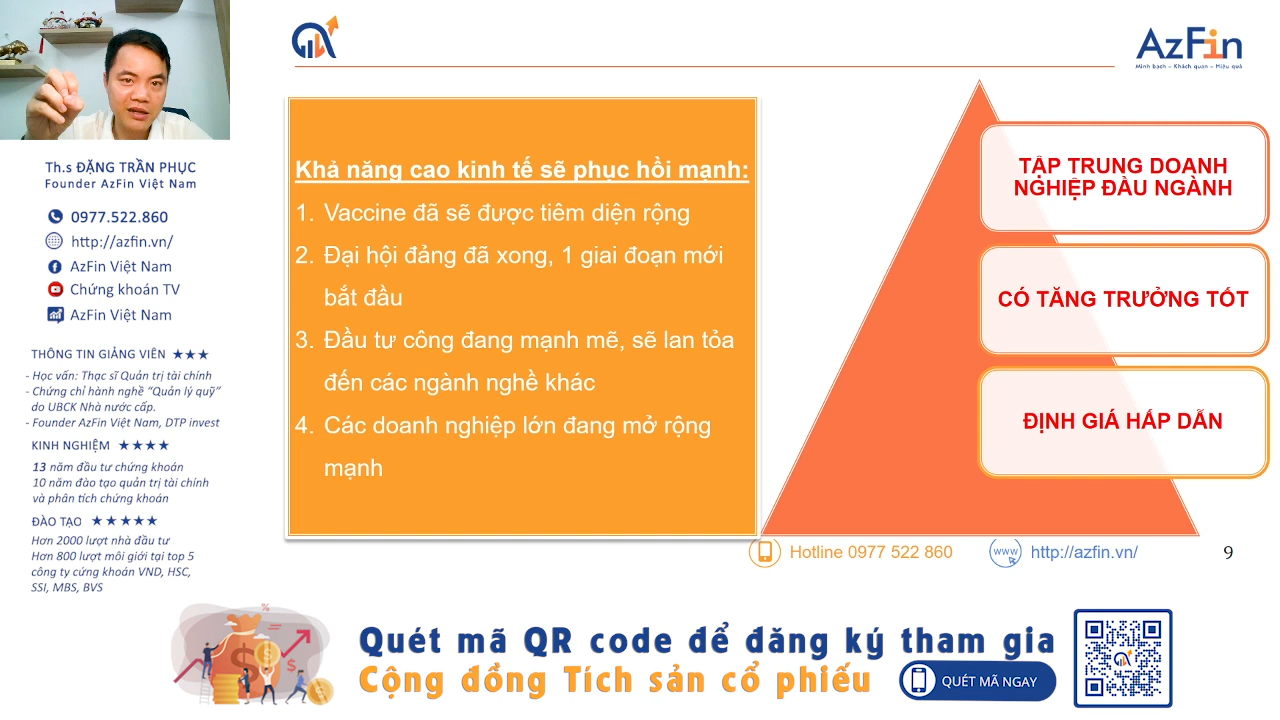 AzFin
Minh bạch – Khách quan – Hiệu quả
Th.s ĐẶNG TRẦN PHỤC
Founder AzFin Việt Nam
0977.522.860
http://azfin.vn/
AzFin Việt Nam
Chứng khoán TV
AzFin Việt Nam
THÔNG TIN GIẢNG VIÊN ★★★
- Học vấn: Thạc sĩ Quản trị tài chính
- Chứng chỉ hành nghề “Quản lý quỹ”
do UBCK Nhà nước cấp.
- Founder AzFin Việt Nam, DTP invest
KINH NGHIỆM ★★★★
13 năm đầu tư chứng khoán
10 năm đào tạo quản trị tài chính
và phân tích chứng khoán
ĐÀO TẠO ★★★★★
Hơn 2000 lượt nhà đầu tư
Hơn 800 lượt môi giới tại top 5
công ty cứng khoán VND, HSC,
SSI, MBS, BVS
Khả năng cao kinh tế sẽ phục hồi mạnh:
1. Vaccine đã sẽ được tiêm diện rộng
2. Đại hội đảng đã xong, 1 giai đoạn mới
bắt đầu
3. Đầu tư công đang mạnh mẽ, sẽ lan tỏa
đến các ngành nghề khác
4. Các doanh nghiệp lớn đang mở rộng
mạnh
TẬP TRUNG DOANH
NGHIỆP ĐẦU NGÀNH
CÓ TĂNG TRƯỞNG TỐT
ĐỊNH GIÁ HẤP DẪN
Hotline 0977 522 860
www
http://azfin.vn/
9
Quét mã QR code để đăng ký tham gia
Cộng đồng Tích sản cổ phiếu
QUÉT MÃ NGAY